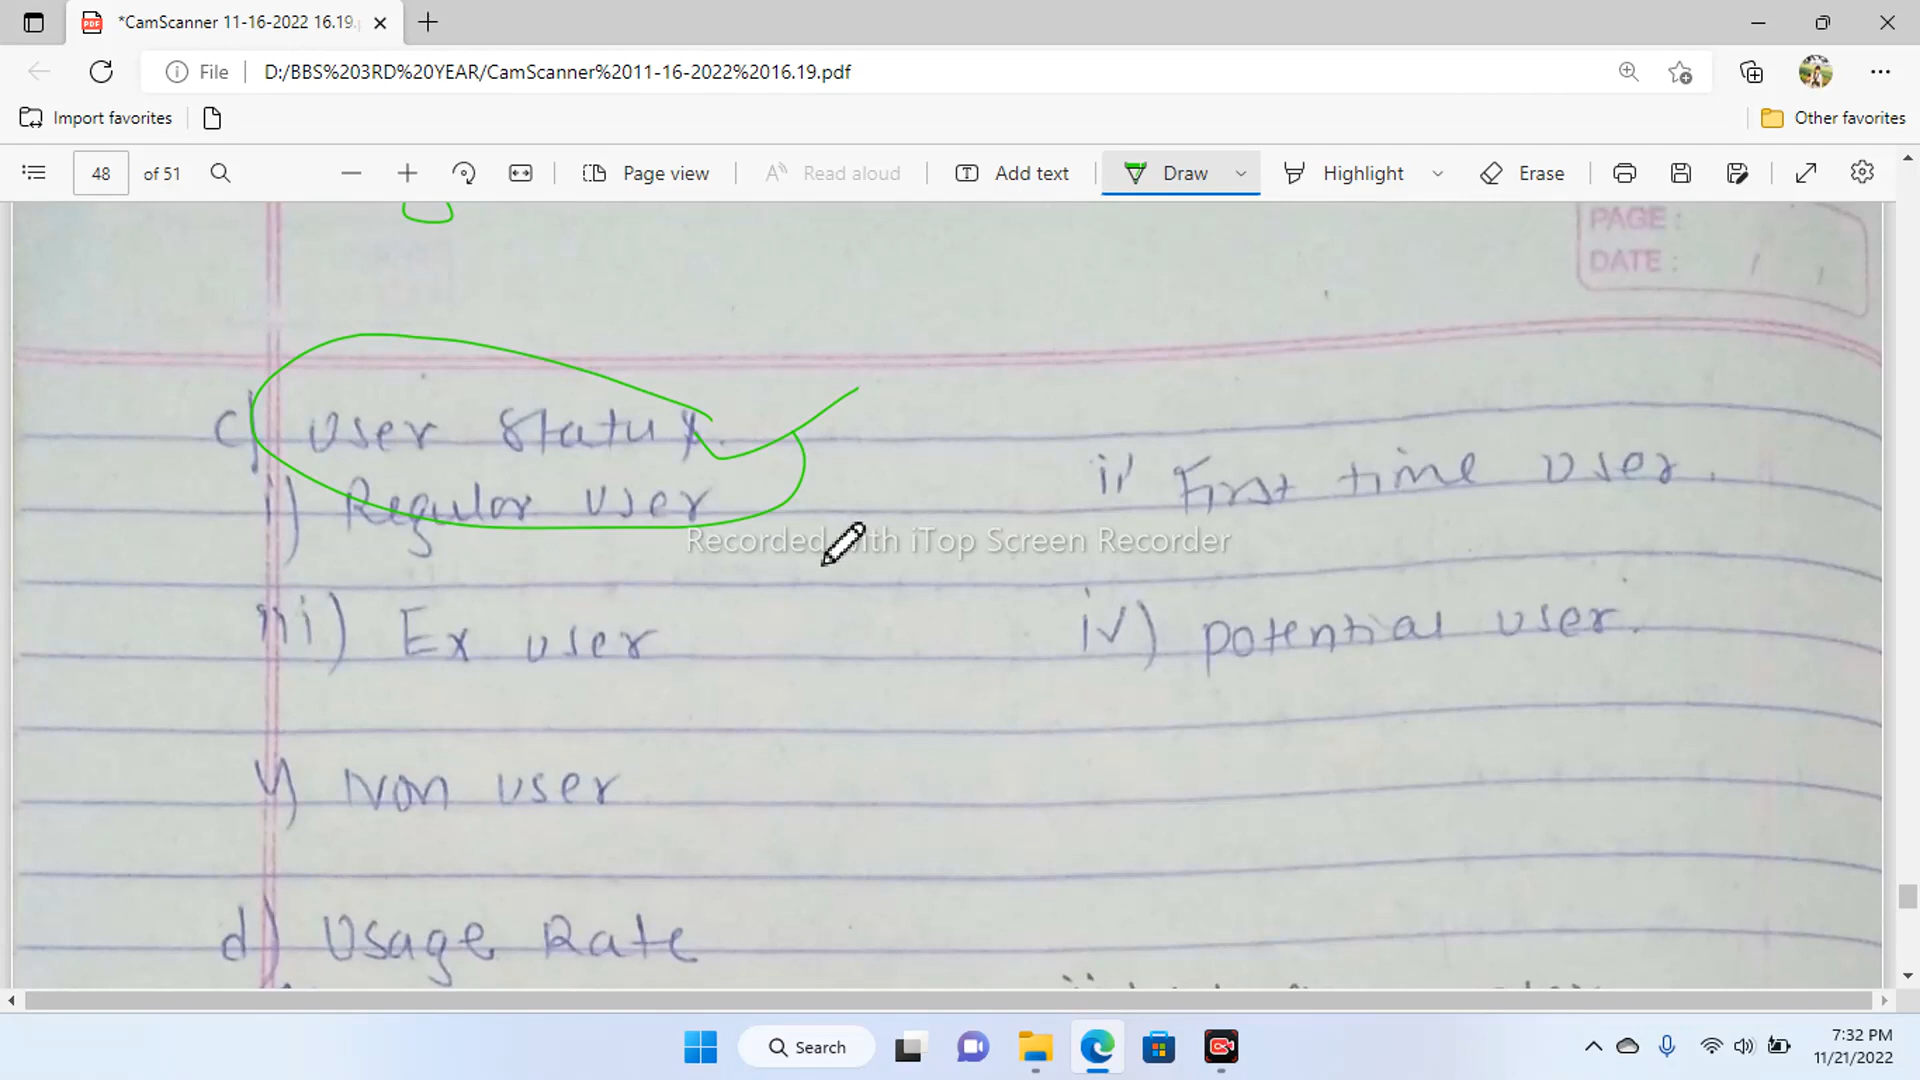 *CamScanner 11-16-2022 16.19.
File D:/BBS%203RD%20YEAR/CamScanner%2011-16-2022%2016.19.pdf
Import favorites Other favorites
48 of 51 Page view Read aloud Add text Draw Highlight Erase
PAGE :
DATE : / /
c) User Status.
i) Regular User ii) First time User.
Recorded with iTop Screen Recorder
iii) Ex user iv) potential user.
v) Non user
d) Usage Rate
Search
7:32 PM
11/21/2022